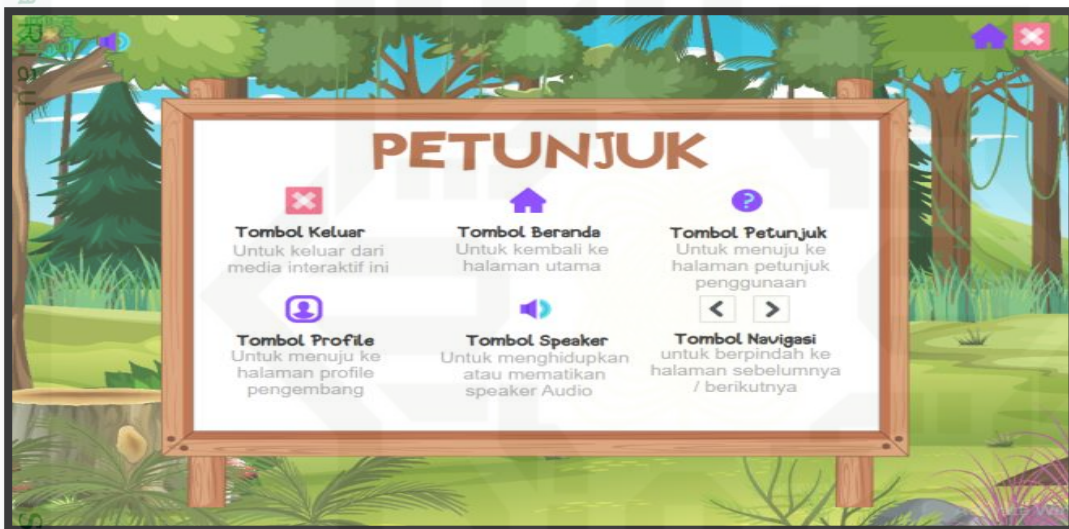 PETUNJUK
Tombol Keluar
Untuk keluar dari
media interaktif ini
Tombol Beranda
Untuk kembali ke
halaman utama
Tombol Petunjuk
Untuk menuju ke
halaman petunjuk
penggunaan
Tombol Profile
Untuk menuju ke
halaman profile
pengembang
Tombol Speaker
Untuk menghidupkan
atau mematikan
speaker Audio
Tombol Navigasi
untuk berpindah ke
halaman sebelumnya
/ berikutnya